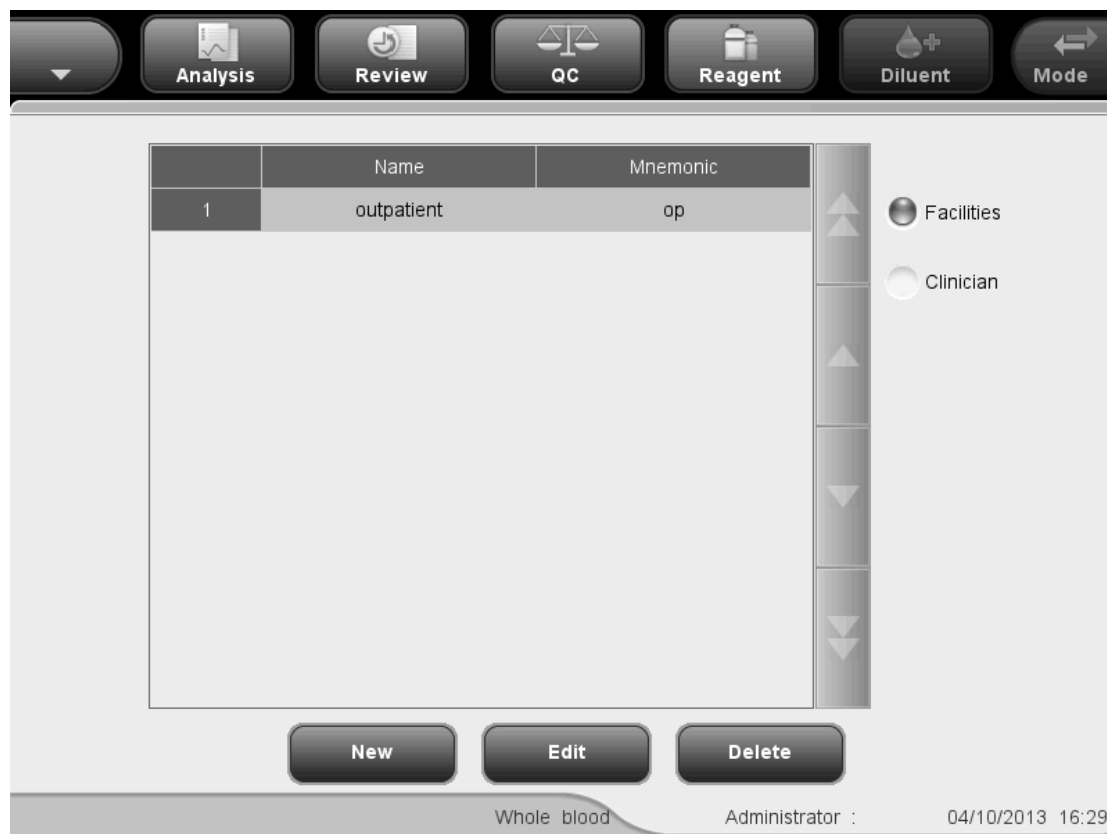 Analysis Review QC Reagent Diluent Mode
Name Mnemonic
1 outpatient op
Facilities
Clinician
New Edit Delete
Whole blood Administrator : 04/10/2013 16:29